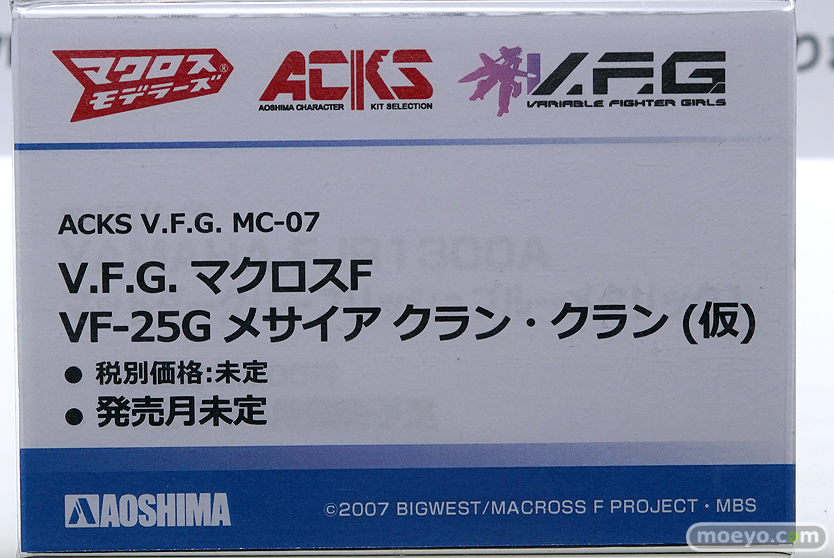 マクロス®
モデラーズ
ACKS
AOSHIMA CHARACTER KIT SELECTION
V.F.G
VARIABLE FIGHTER GIRLS
ACKS V.F.G. MC-07
V.F.G. マクロスF
VF-25G メサイア クラン・クラン (仮)
● 税別価格:未定
● 発売月未定
AOSHIMA
©2007 BIGWEST/MACROSS F PROJECT・MBS
moeyo.com